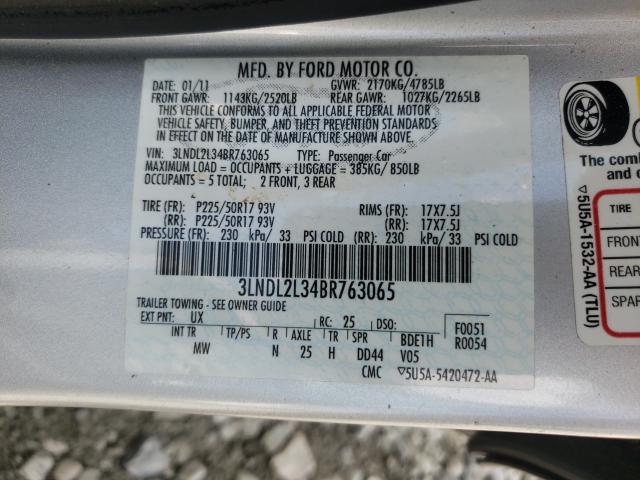 MFD. BY FORD MOTOR CO.
DATE: 01/11 GVWR: 2170KG/4785LB
FRONT GAWR: 1143KG/2520LB REAR GAWR: 1027KG/2265LB
THIS VEHICLE CONFORMS TO ALL APPLICABLE FEDERAL MOTOR
VEHICLE SAFETY, BUMPER, AND THEFT PREVENTION STANDARDS
IN EFFECT ON THE DATE OF MANUFACTURE SHOWN ABOVE.
VIN: 3LNDL2L34BR763065 TYPE: Passenger Car
MAXIMUM LOAD = OCCUPANTS + LUGGAGE = 385KG/ 850LB
OCCUPANTS = 5 TOTAL; 2 FRONT, 3 REAR
TIRE (FR): P225/50R17 93V RIMS (FR): 17X7.5J
(RR): P225/50R17 93V (RR): 17X7.5J
PRESSURE (FR): 230 kPa/ 33 PSI COLD (RR): 230 kPa/ 33 PSI COLD
3LNDL2L34BR763065
TRAILER TOWING - SEE OWNER GUIDE
EXT PNT: UX RC: 25 DSO: F0051
INT TR TP/PS R AXLE TR SPR BDE1H R0054
MW N 25 H DD44 V05
CMC ▽5U5A-5420472-AA
The com
TIRE
FRON
REAR
SPAR
▽5U5A-1532-AA (TLU)